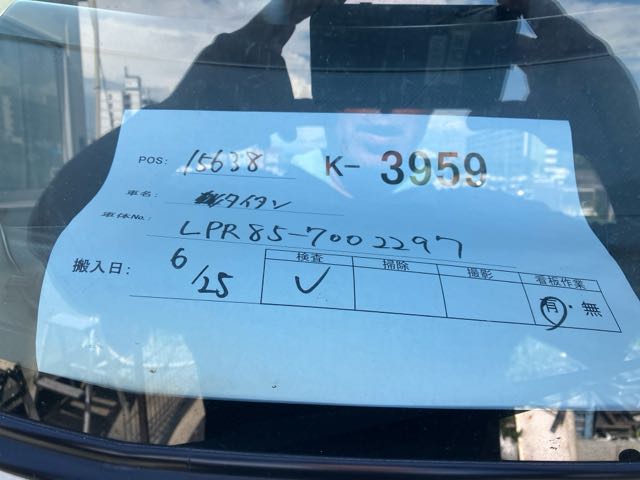 POS: 15638 K- 3959
車名: タイタン
車体No. LPR85-7002297
搬入日: 6/25
検査 掃除 撮影 看板作業
✓ 有・無